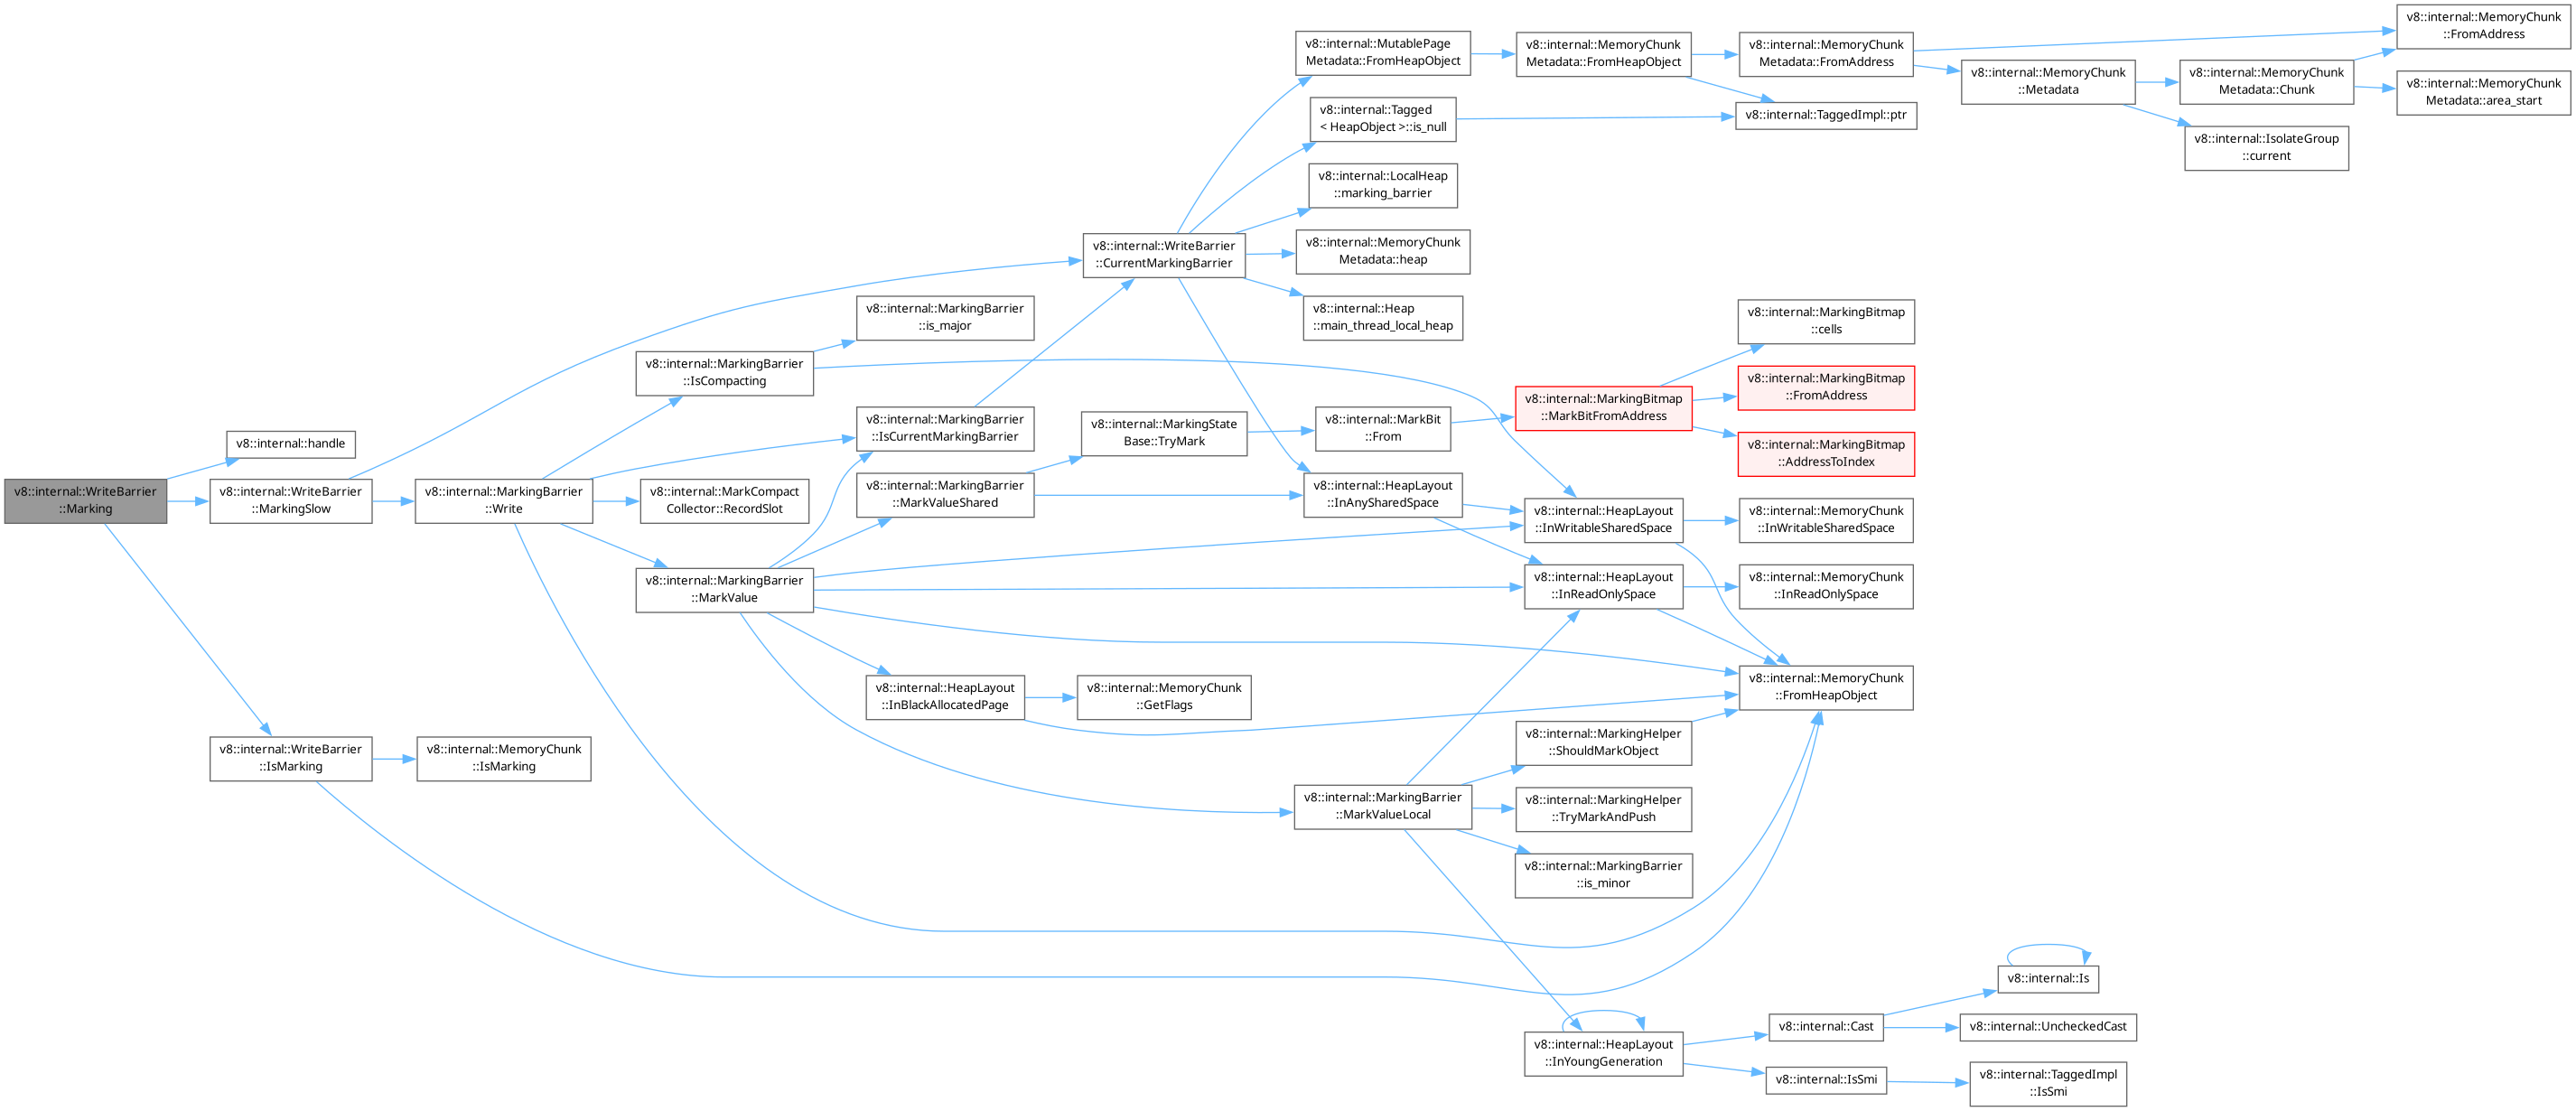 v8::internal::WriteBarrier
::Marking
v8::internal::handle
v8::internal::WriteBarrier
::MarkingSlow
v8::internal::WriteBarrier
::IsMarking
v8::internal::MarkingBarrier
::Write
v8::internal::MemoryChunk
::IsMarking
v8::internal::MarkingBarrier
::IsCompacting
v8::internal::MarkCompact
Collector::RecordSlot
v8::internal::MarkingBarrier
::MarkValue
v8::internal::MarkingBarrier
::is_major
v8::internal::MarkingBarrier
::IsCurrentMarkingBarrier
v8::internal::MarkingBarrier
::MarkValueShared
v8::internal::HeapLayout
::InBlackAllocatedPage
v8::internal::WriteBarrier
::CurrentMarkingBarrier
v8::internal::MarkingState
Base::TryMark
v8::internal::MemoryChunk
::GetFlags
v8::internal::MutablePage
Metadata::FromHeapObject
v8::internal::Tagged
< HeapObject >::is_null
v8::internal::LocalHeap
::marking_barrier
v8::internal::MemoryChunk
Metadata::heap
v8::internal::Heap
::main_thread_local_heap
v8::internal::MarkBit
::From
v8::internal::HeapLayout
::InAnySharedSpace
v8::internal::MarkingBarrier
::MarkValueLocal
v8::internal::MemoryChunk
Metadata::FromHeapObject
v8::internal::MarkingBitmap
::MarkBitFromAddress
v8::internal::HeapLayout
::InWritableSharedSpace
v8::internal::HeapLayout
::InReadOnlySpace
v8::internal::MarkingHelper
::ShouldMarkObject
v8::internal::MarkingHelper
::TryMarkAndPush
v8::internal::MarkingBarrier
::is_minor
v8::internal::HeapLayout
::InYoungGeneration
v8::internal::MemoryChunk
Metadata::FromAddress
v8::internal::TaggedImpl::ptr
v8::internal::MarkingBitmap
::cells
v8::internal::MarkingBitmap
::FromAddress
v8::internal::MarkingBitmap
::AddressToIndex
v8::internal::MemoryChunk
::InWritableSharedSpace
v8::internal::MemoryChunk
::InReadOnlySpace
v8::internal::MemoryChunk
::FromHeapObject
v8::internal::Cast
v8::internal::IsSmi
v8::internal::MemoryChunk
::Metadata
v8::internal::Is
v8::internal::UncheckedCast
v8::internal::TaggedImpl
::IsSmi
v8::internal::MemoryChunk
Metadata::Chunk
v8::internal::IsolateGroup
::current
v8::internal::MemoryChunk
::FromAddress
v8::internal::MemoryChunk
Metadata::area_start